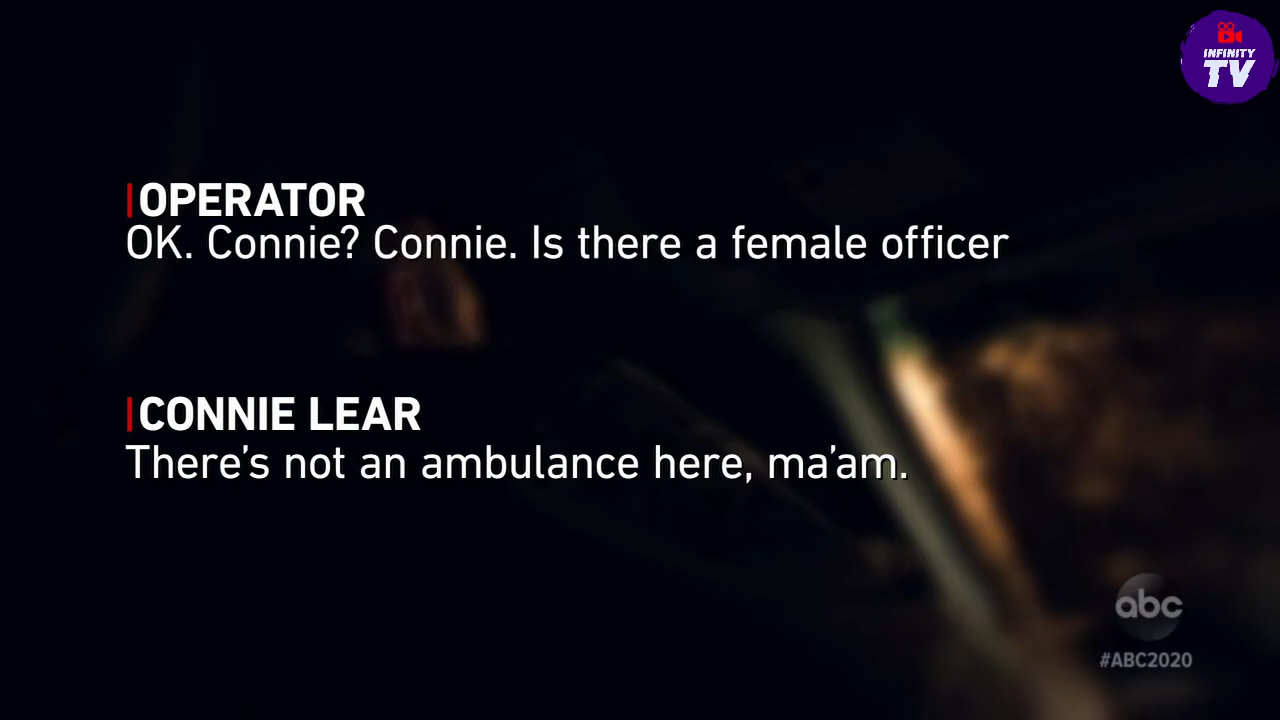 INFINITY
TV
OPERATOR
OK. Connie? Connie. Is there a female officer
CONNIE LEAR
There's not an ambulance here, ma'am.
abc
#ABC2020